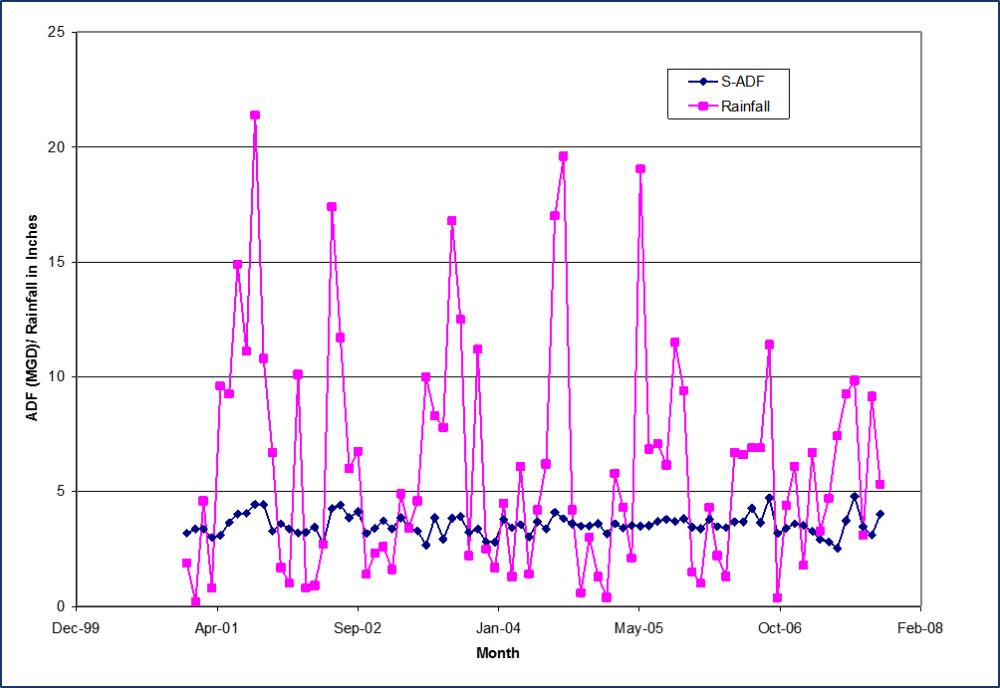 25
20
15
10
5
0
ADF (MGD)/ Rainfall in Inches
S-ADF
Rainfall
Dec-99 Apr-01 Sep-02 Jan-04 May-05 Oct-06 Feb-08
Month